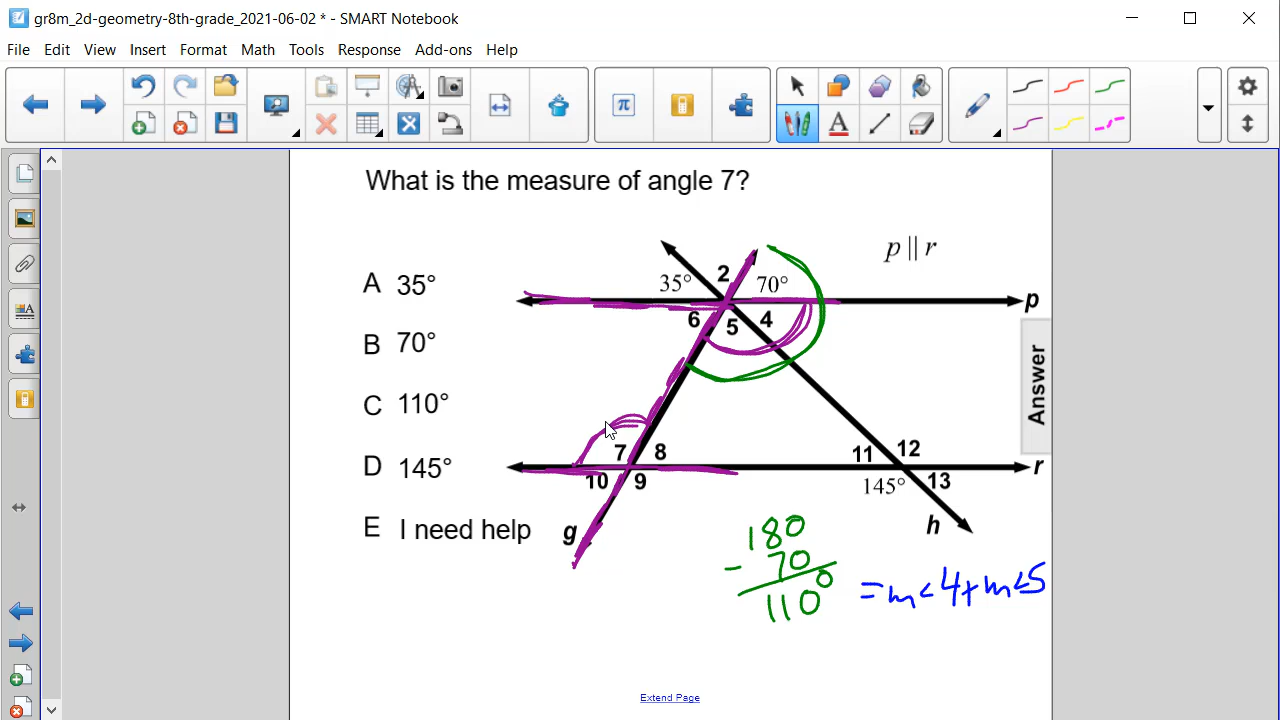 gr8m_2d-geometry-8th-grade_2021-06-02 * - SMART Notebook
File Edit View Insert Format Math Tools Response Add-ons Help
What is the measure of angle 7?
p || r
A 35°
B 70°
C 110°
D 145°
E I need help
35° 2 70°
p
6 5 4
7 8
11 12
r
10 9
145° 13
g
h
Answer
180
- 70
110° = m<4+m<5
Extend Page